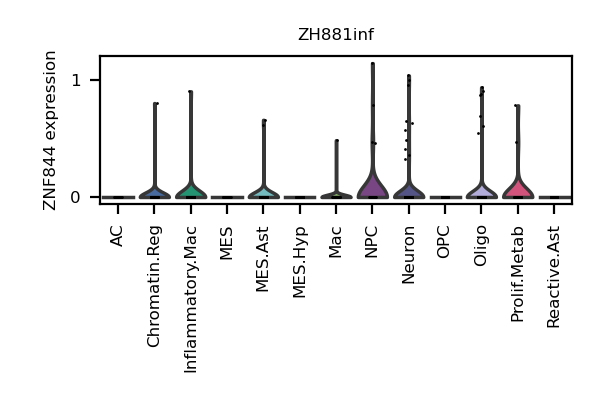 ZH881inf
ZNF844 expression
1
0
AC
Chromatin.Reg
Inflammatory.Mac
MES
MES.Ast
MES.Hyp
Mac
NPC
Neuron
OPC
Oligo
Prolif.Metab
Reactive.Ast